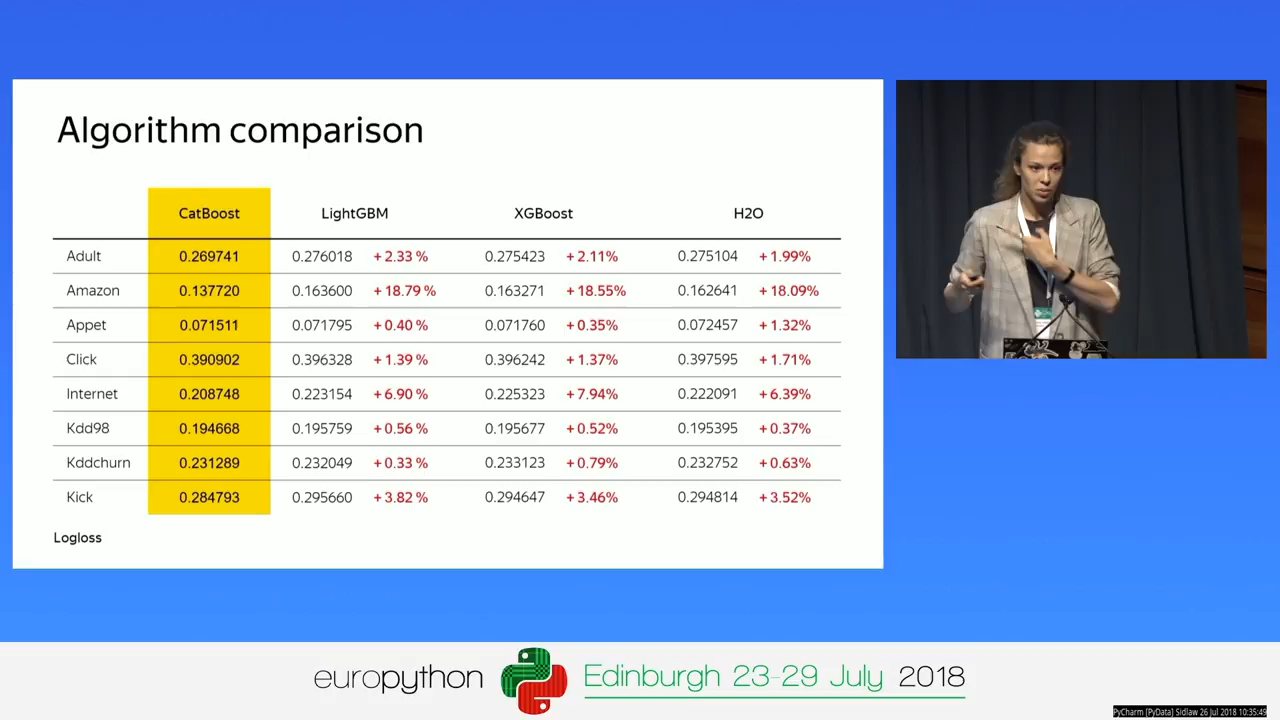 Algorithm comparison
CatBoost LightGBM XGBoost H2O
Adult 0.269741 0.276018 +2.33 % 0.275423 +2.11% 0.275104 +1.99%
Amazon 0.137720 0.163600 +18.79 % 0.163271 +18.55% 0.162641 +18.09%
Appet 0.071511 0.071795 +0.40 % 0.071760 +0.35% 0.072457 +1.32%
Click 0.390902 0.396328 +1.39 % 0.396242 +1.37% 0.397595 +1.71%
Internet 0.208748 0.223154 +6.90 % 0.225323 +7.94% 0.222091 +6.39%
Kdd98 0.194668 0.195759 +0.56 % 0.195677 +0.52% 0.195395 +0.37%
Kddchurn 0.231289 0.232049 +0.33 % 0.233123 +0.79% 0.232752 +0.63%
Kick 0.284793 0.295660 +3.82 % 0.294647 +3.46% 0.294814 +3.52%
Logloss
europython Edinburgh 23-29 July 2018
PyCharm [PyData] Sidlaw 26 Jul 2018 10:35:49